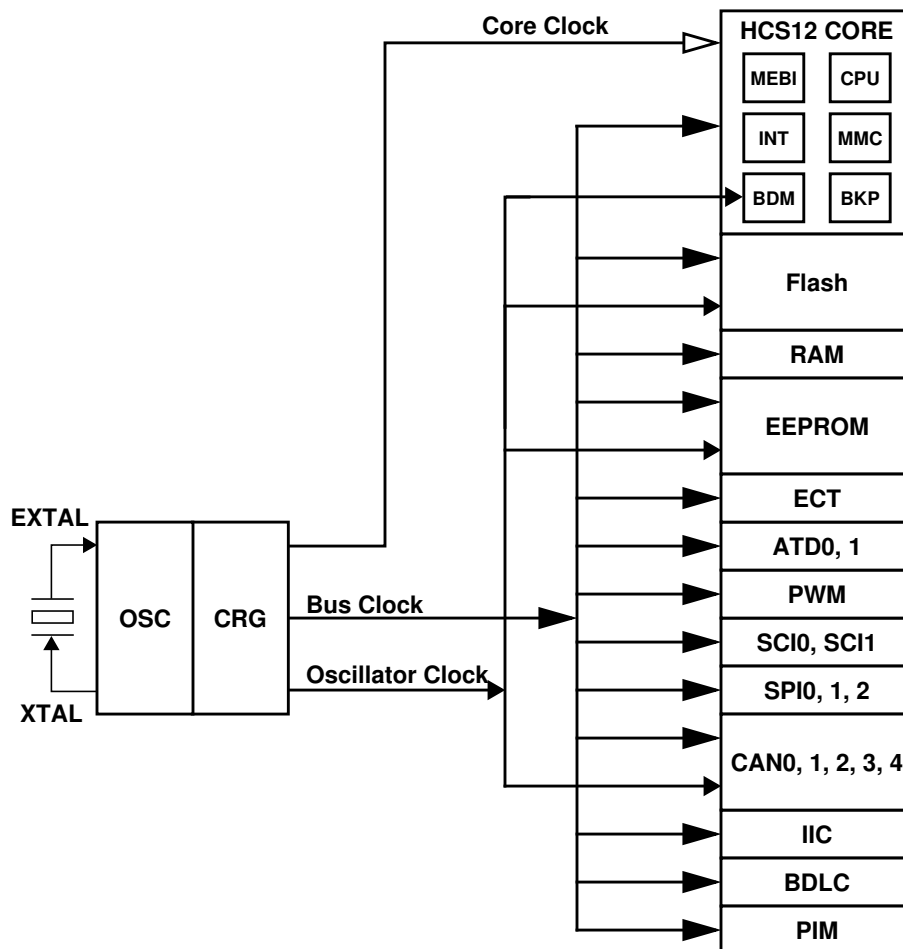 Core Clock
HCS12 CORE
MEBI
CPU
INT
MMC
BDM
BKP
Flash
RAM
EEPROM
ECT
EXTAL
ATD0, 1
PWM
OSC
CRG
Bus Clock
SCI0, SCI1
Oscillator Clock
SPI0, 1, 2
XTAL
CAN0, 1, 2, 3, 4
IIC
BDLC
PIM